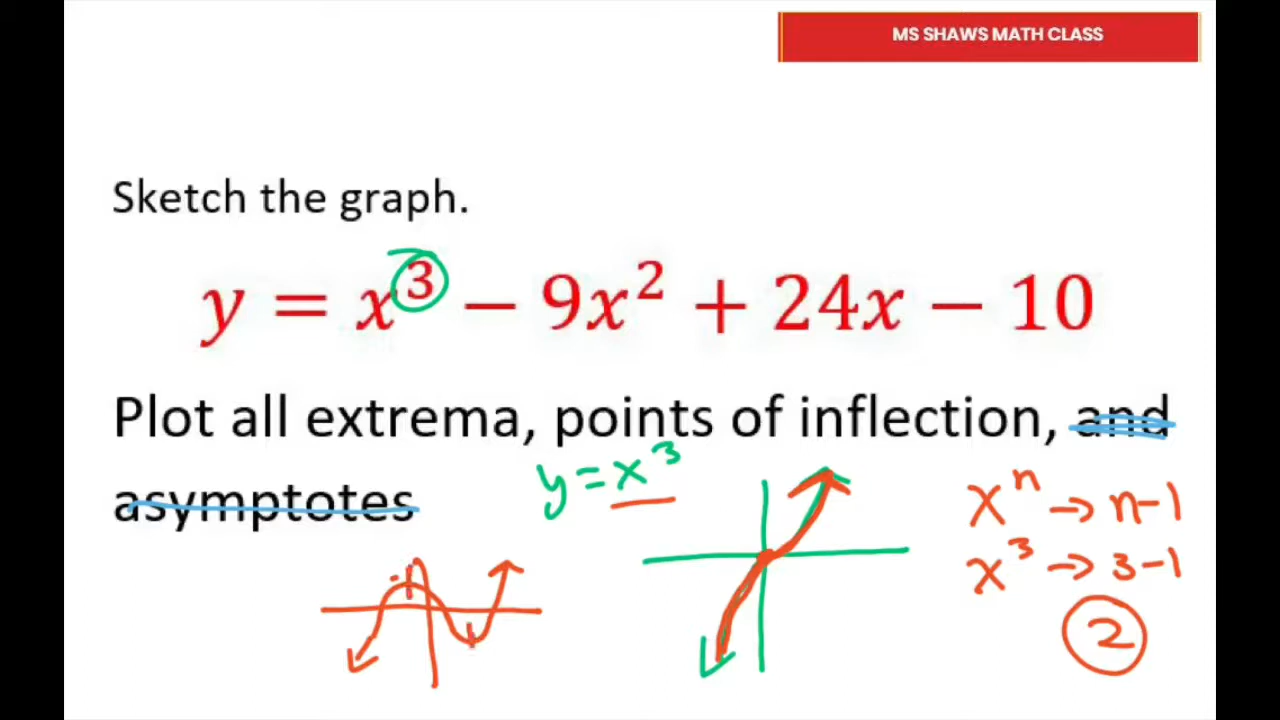 MS SHAWS MATH CLASS
Sketch the graph.
y = x³ − 9x² + 24x − 10
Plot all extrema, points of inflection, and
asymptotes
y = x³
xⁿ → n-1
x³ → 3-1
2